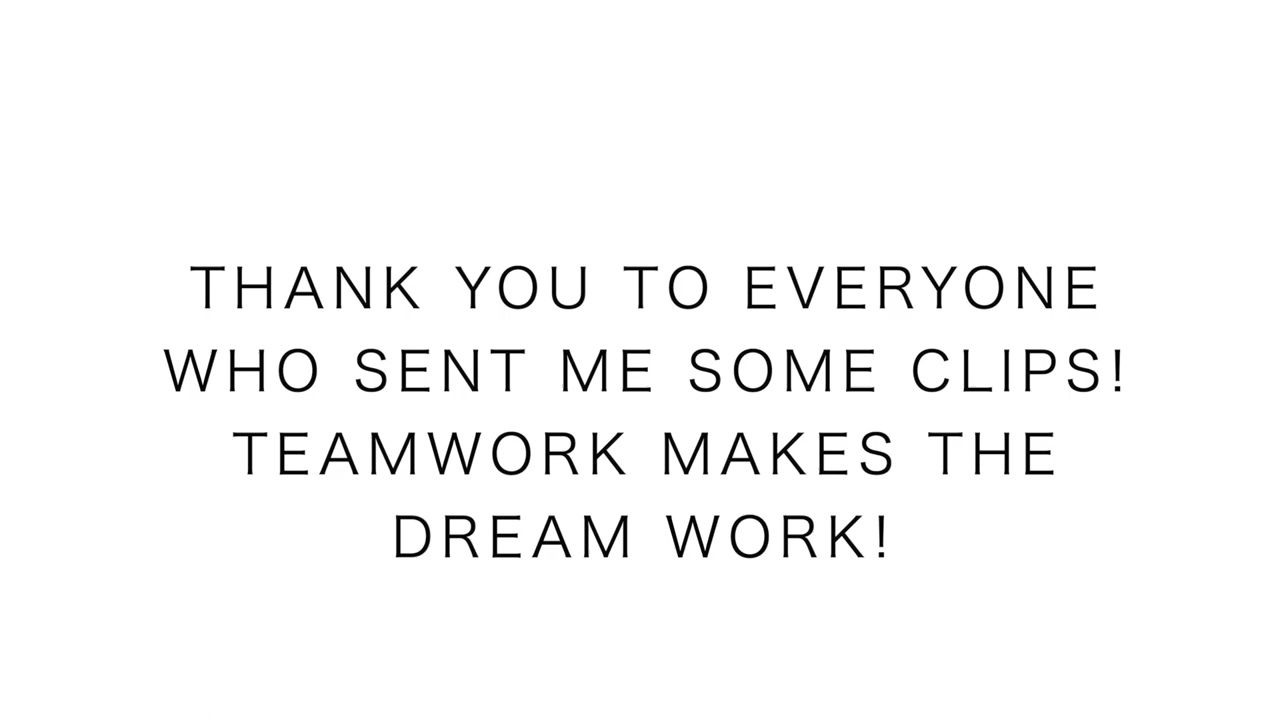 THANK YOU TO EVERYONE
WHO SENT ME SOME CLIPS!
TEAMWORK MAKES THE
DREAM WORK!